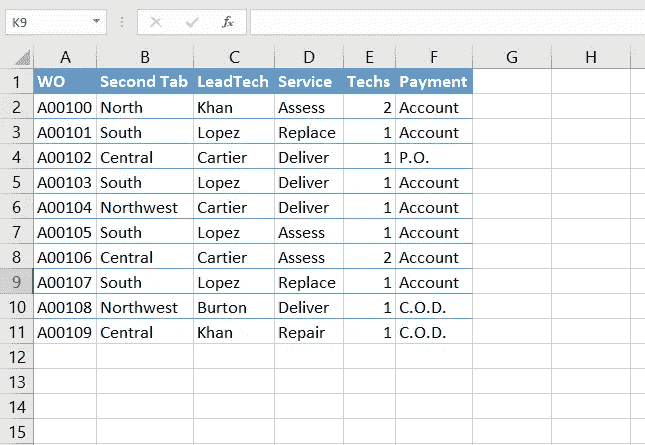 K9 fx
A B C D E F G H
1 WO Second Tab LeadTech Service Techs Payment
2 A00100 North Khan Assess 2 Account
3 A00101 South Lopez Replace 1 Account
4 A00102 Central Cartier Deliver 1 P.O.
5 A00103 South Lopez Deliver 1 Account
6 A00104 Northwest Cartier Deliver 1 Account
7 A00105 South Lopez Assess 1 Account
8 A00106 Central Cartier Assess 2 Account
9 A00107 South Lopez Replace 1 Account
10 A00108 Northwest Burton Deliver 1 C.O.D.
11 A00109 Central Khan Repair 1 C.O.D.
12
13
14
15